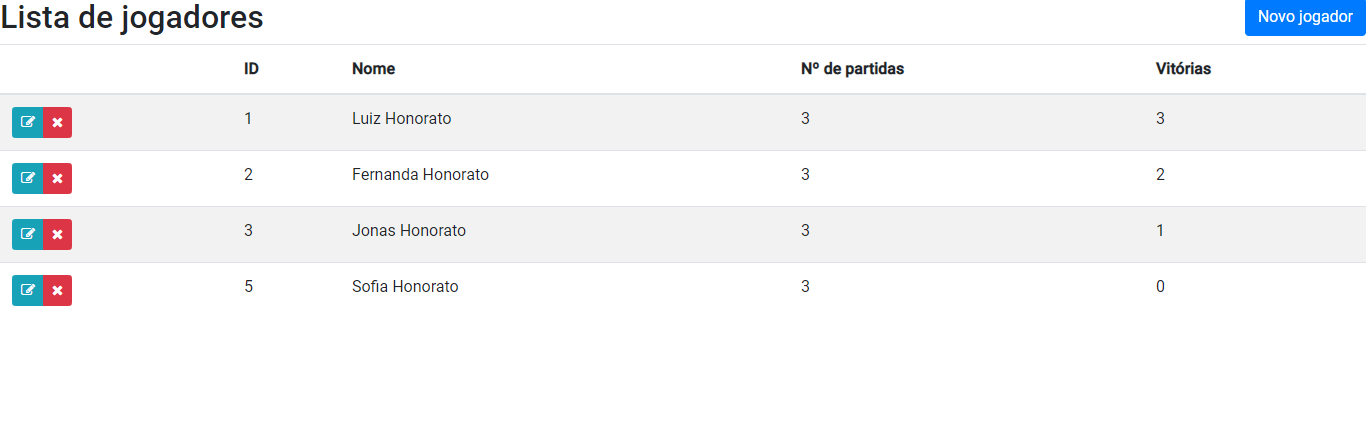 Lista de jogadores Novo jogador
ID Nome Nº de partidas Vitórias
1 Luiz Honorato 3 3
2 Fernanda Honorato 3 2
3 Jonas Honorato 3 1
5 Sofia Honorato 3 0